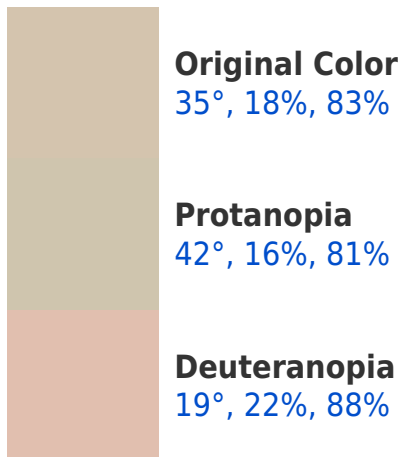 Original Color
35°, 18%, 83%
Protanopia
42°, 16%, 81%
Deuteranopia
19°, 22%, 88%